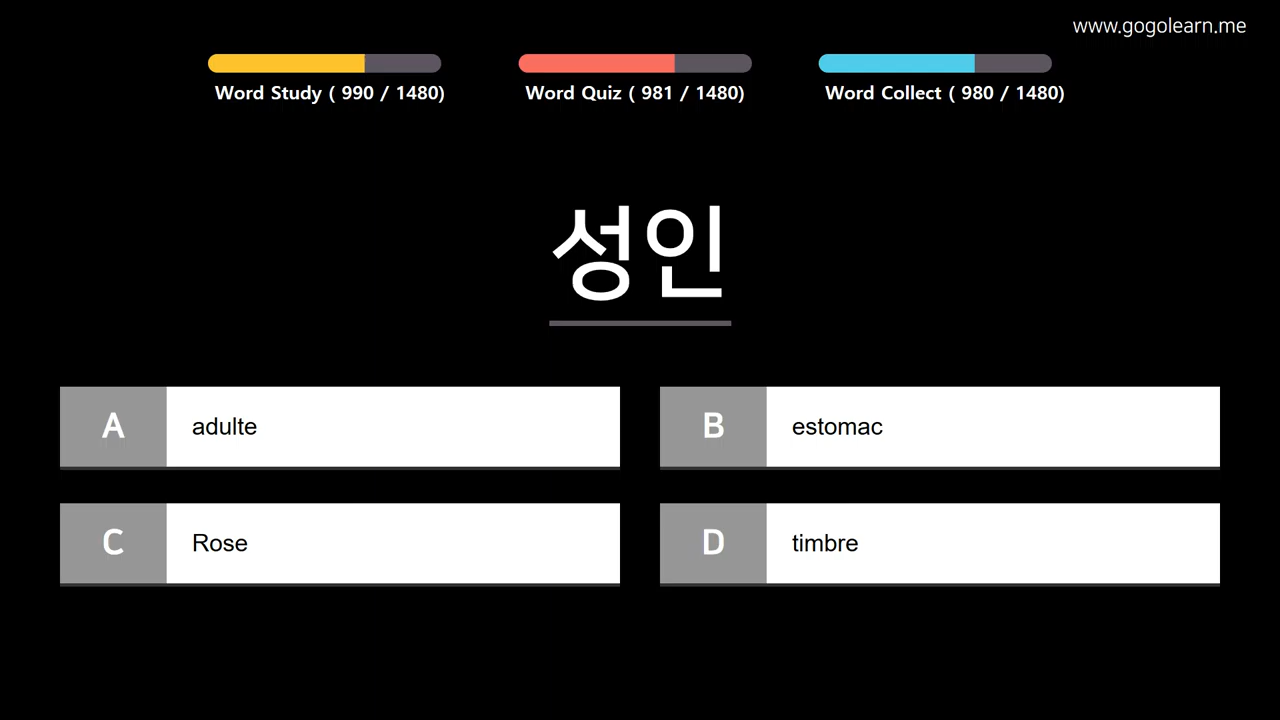 www.gogolearn.me
Word Study ( 990 / 1480)
Word Quiz ( 981 / 1480)
Word Collect ( 980 / 1480)
성인
A adulte
B estomac
C Rose
D timbre